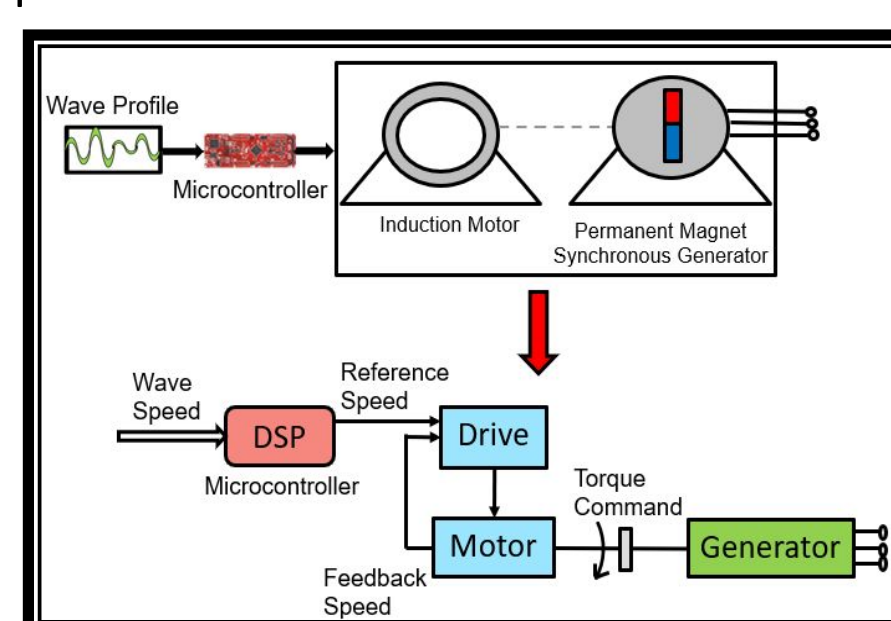 Wave Profile
Microcontroller
Induction Motor
Permanent Magnet
Synchronous Generator
Wave
Speed
Reference
Speed
DSP
Drive
Microcontroller
Torque
Command
Motor
Generator
Feedback
Speed